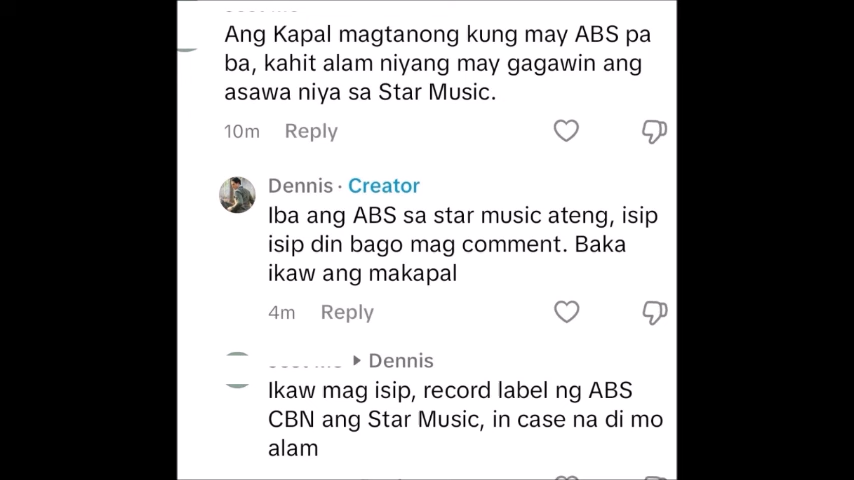 Ang Kapal magtanong kung may ABS pa
ba, kahit alam niyang may gagawin ang
asawa niya sa Star Music.
10m Reply
Dennis · Creator
Iba ang ABS sa star music ateng, isip
isip din bago mag comment. Baka
ikaw ang makapal
4m Reply
Dennis
Ikaw mag isip, record label ng ABS
CBN ang Star Music, in case na di mo
alam